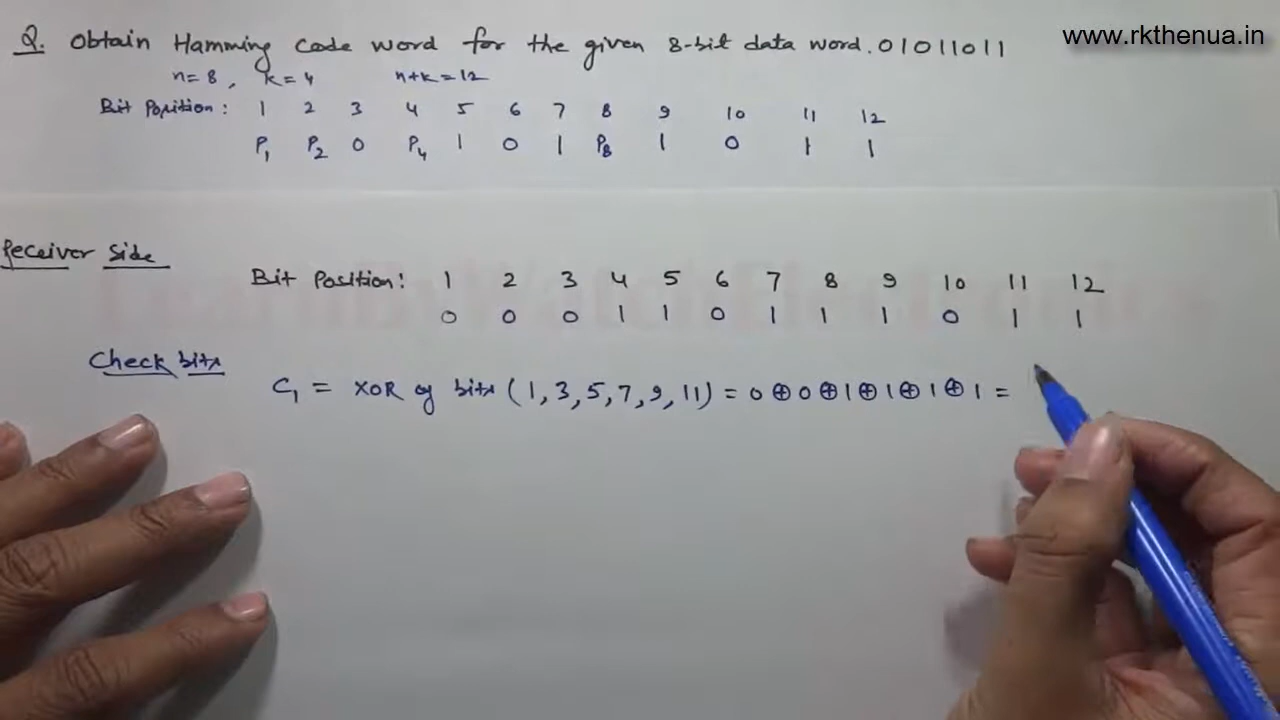 www.rkthenua.in
Q. Obtain Hamming Code word for the given 8-bit data word. 01011011
n=8, k=4 n+k=12
Bit Position: 1 2 3 4 5 6 7 8 9 10 11 12
P₁ P₂ 0 P₄ 1 0 1 P₈ 1 0 1 1
Receiver Side
Bit Position: 1 2 3 4 5 6 7 8 9 10 11 12
0 0 0 1 1 0 1 1 1 0 1 1
Check bits
C₁ = XOR of bits (1, 3, 5, 7, 9, 11) = 0 ⊕ 0 ⊕ 1 ⊕ 1 ⊕ 1 ⊕ 1 =